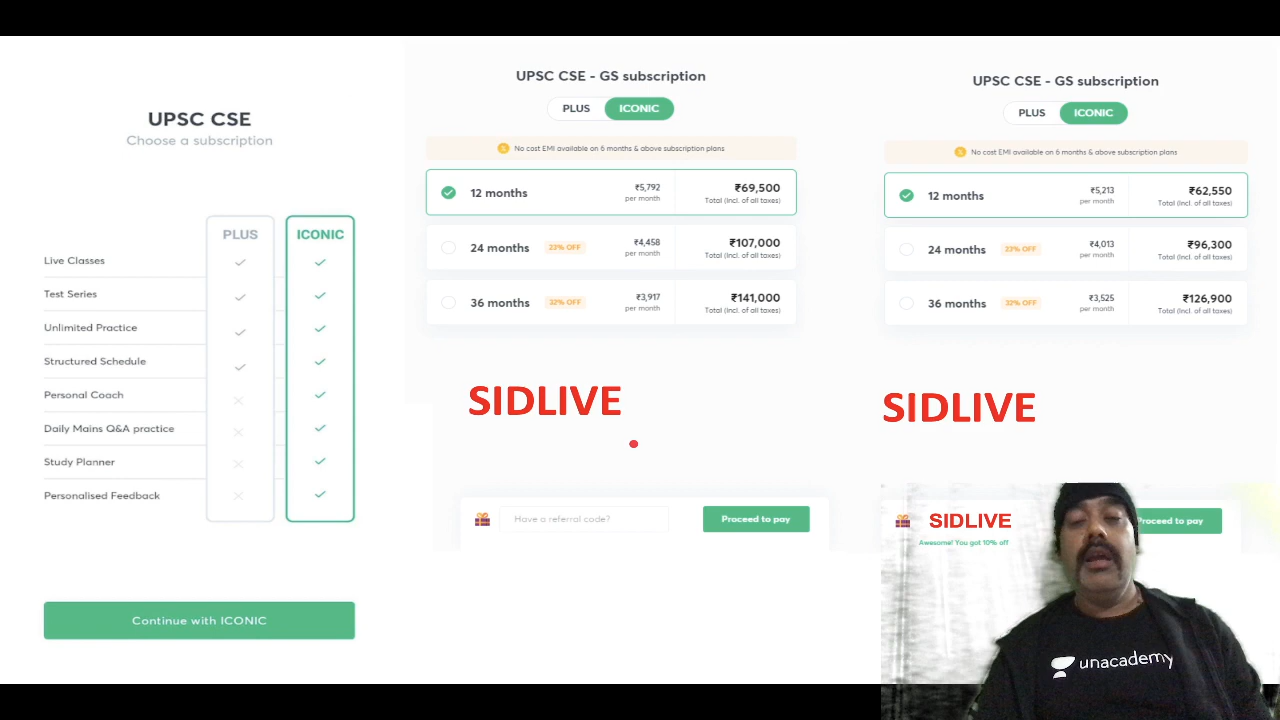 UPSC CSE
Choose a subscription
PLUS ICONIC
Live Classes
Test Series
Unlimited Practice
Structured Schedule
Personal Coach
Daily Mains Q&A practice
Study Planner
Personalised Feedback
Continue with ICONIC
UPSC CSE - GS subscription
PLUS ICONIC
No cost EMI available on 6 months & above subscription plans
12 months ₹5,792 ₹69,500
per month Total (Incl. of all taxes)
24 months 23% OFF ₹4,458 ₹107,000
per month Total (Incl. of all taxes)
36 months 32% OFF ₹3,917 ₹141,000
per month Total (Incl. of all taxes)
SIDLIVE
Have a referral code? Proceed to pay
UPSC CSE - GS subscription
PLUS ICONIC
No cost EMI available on 6 months & above subscription plans
12 months ₹5,213 ₹62,550
per month Total (Incl. of all taxes)
24 months 23% OFF ₹4,013 ₹96,300
per month Total (Incl. of all taxes)
36 months 32% OFF ₹3,525 ₹126,900
per month Total (Incl. of all taxes)
SIDLIVE
SIDLIVE Proceed to pay
Awesome! You got 10% off
unacademy